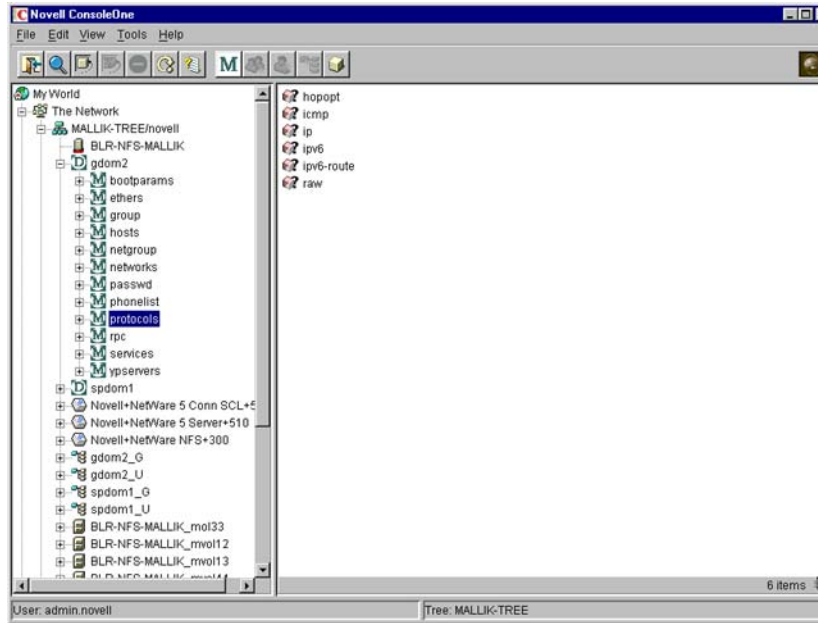 Novell ConsoleOne
File Edit View Tools Help
M
My World
The Network
MALLIK-TREE/novell
BLR-NFS-MALLIK
gdom2
bootparams
ethers
group
hosts
netgroup
networks
passwd
phonelist
protocols
rpc
services
ypservers
spdom1
Novell+NetWare 5 Conn SCL+5
Novell+NetWare 5 Server+510
Novell+NetWare NFS+300
gdom2_G
gdom2_U
spdom1_G
spdom1_U
BLR-NFS-MALLIK_mol33
BLR-NFS-MALLIK_mvol12
BLR-NFS-MALLIK_mvol13
hopopt
icmp
ip
ipv6
ipv6-route
raw
6 items
User: admin.novell
Tree: MALLIK-TREE